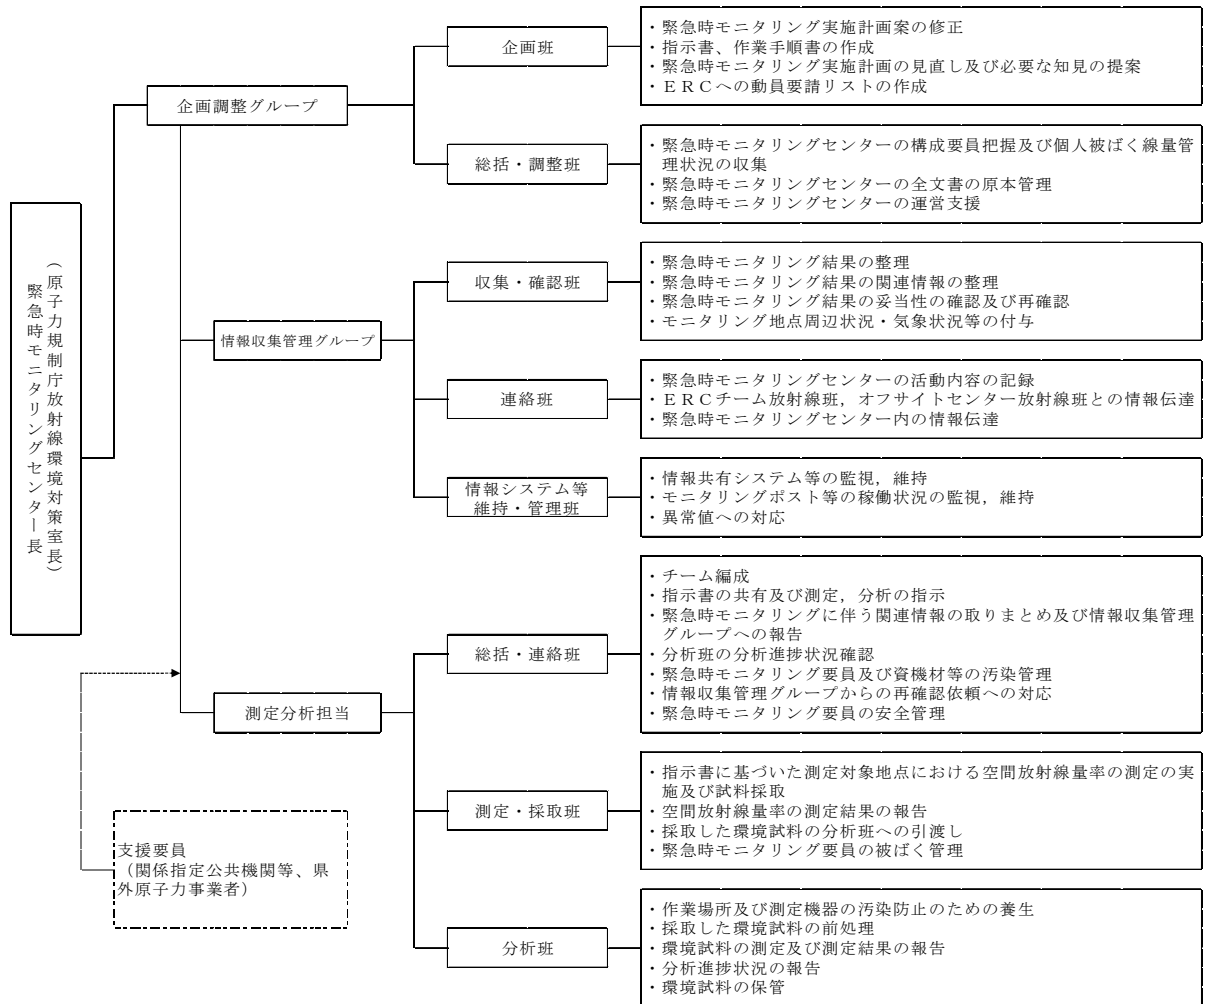 （原子力規制庁放射線環境対策室長）
緊急時モニタリングセンター長
企画調整グループ
企画班
・緊急時モニタリング実施計画案の修正
・指示書、作業手順書の作成
・緊急時モニタリング実施計画の見直し及び必要な知見の提案
・ＥＲＣへの動員要請リストの作成
総括・調整班
・緊急時モニタリングセンターの構成要員把握及び個人被ばく線量管
理状況の収集
・緊急時モニタリングセンターの全文書の原本管理
・緊急時モニタリングセンターの運営支援
情報収集管理グループ
収集・確認班
・緊急時モニタリング結果の整理
・緊急時モニタリング結果の関連情報の整理
・緊急時モニタリング結果の妥当性の確認及び再確認
・モニタリング地点周辺状況・気象状況等の付与
連絡班
・緊急時モニタリングセンターの活動内容の記録
・ＥＲＣチーム放射線班，オフサイトセンター放射線班との情報伝達
・緊急時モニタリングセンター内の情報伝達
情報システム等
維持・管理班
・情報共有システム等の監視，維持
・モニタリングポスト等の稼働状況の監視，維持
・異常値への対応
測定分析担当
総括・連絡班
・チーム編成
・指示書の共有及び測定，分析の指示
・緊急時モニタリングに伴う関連情報の取りまとめ及び情報収集管理
グループへの報告
・分析班の分析進捗状況確認
・緊急時モニタリング要員及び資機材等の汚染管理
・情報収集管理グループからの再確認依頼への対応
・緊急時モニタリング要員の安全管理
測定・採取班
・指示書に基づいた測定対象地点における空間放射線量率の測定の実
施及び試料採取
・空間放射線量率の測定結果の報告
・採取した環境試料の分析班への引渡し
・緊急時モニタリング要員の被ばく管理
分析班
・作業場所及び測定機器の汚染防止のための養生
・採取した環境試料の前処理
・環境試料の測定及び測定結果の報告
・分析進捗状況の報告
・環境試料の保管
支援要員
（関係指定公共機関等、県
外原子力事業者）